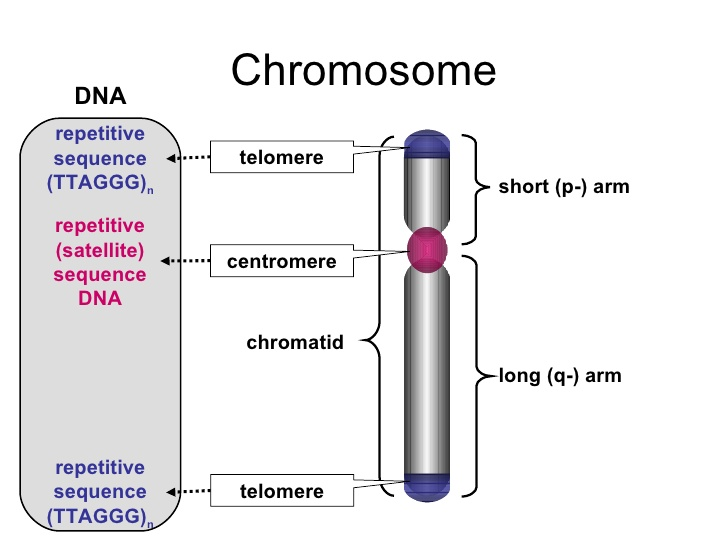 Chromosome
DNA
repetitive
sequence
(TTAGGG)n
telomere
short (p-) arm
repetitive
(satellite)
sequence
DNA
centromere
chromatid
long (q-) arm
repetitive
sequence
(TTAGGG)n
telomere